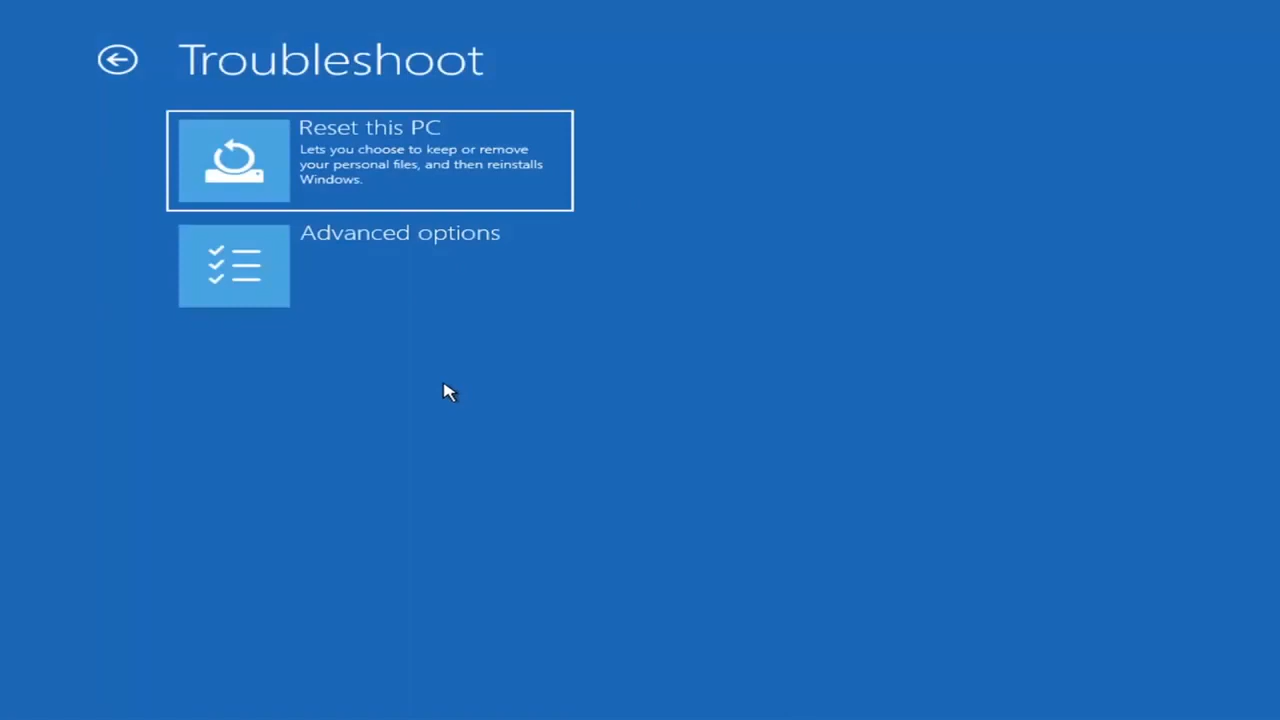 Troubleshoot
Reset this PC
Lets you choose to keep or remove
your personal files, and then reinstalls
Windows.
Advanced options